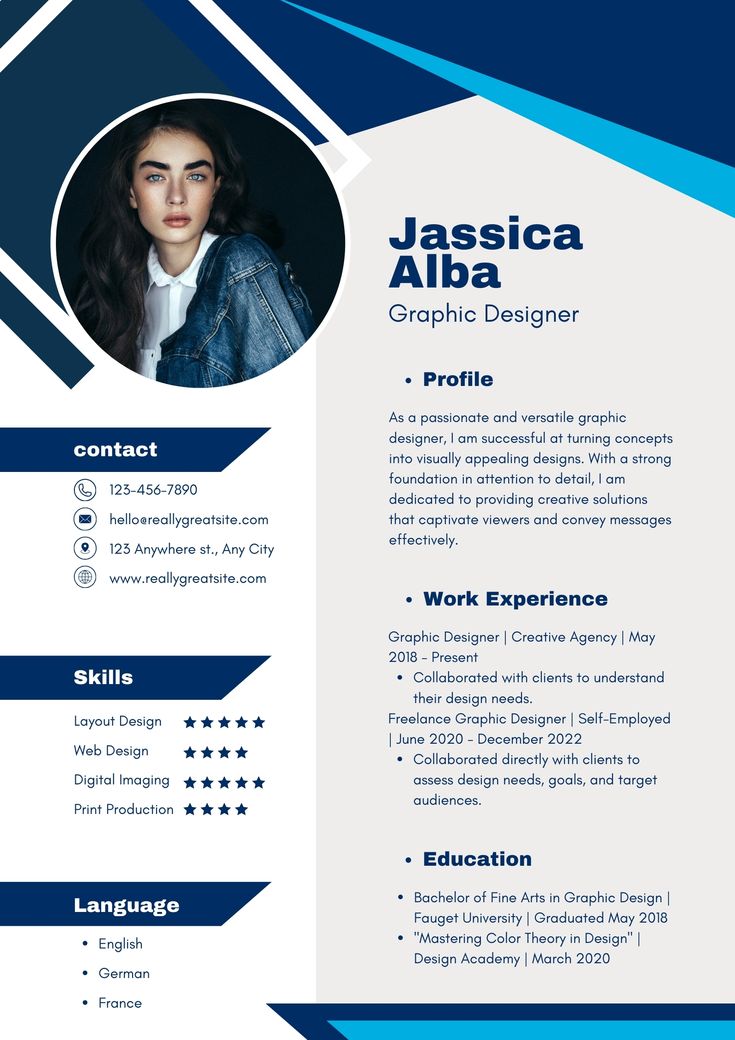 Jassica
Alba
Graphic Designer
contact
123-456-7890
hello@reallygreatsite.com
123 Anywhere st., Any City
www.reallygreatsite.com
Skills
Layout Design
Web Design
Digital Imaging
Print Production
Language
• English
• German
• France
• Profile
As a passionate and versatile graphic
designer, I am successful at turning concepts
into visually appealing designs. With a strong
foundation in attention to detail, I am
dedicated to providing creative solutions
that captivate viewers and convey messages
effectively.
• Work Experience
Graphic Designer | Creative Agency | May
2018 - Present
• Collaborated with clients to understand
their design needs.
Freelance Graphic Designer | Self-Employed
| June 2020 - December 2022
• Collaborated directly with clients to
assess design needs, goals, and target
audiences.
• Education
• Bachelor of Fine Arts in Graphic Design |
Fauget University | Graduated May 2018
• "Mastering Color Theory in Design" |
Design Academy | March 2020